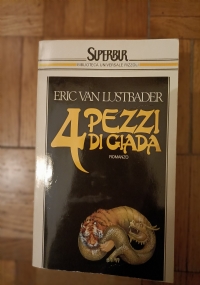 SUPERBUR
ERIC VAN LUSTBADER
4 PEZZI
DI GIADA
ROMANZO